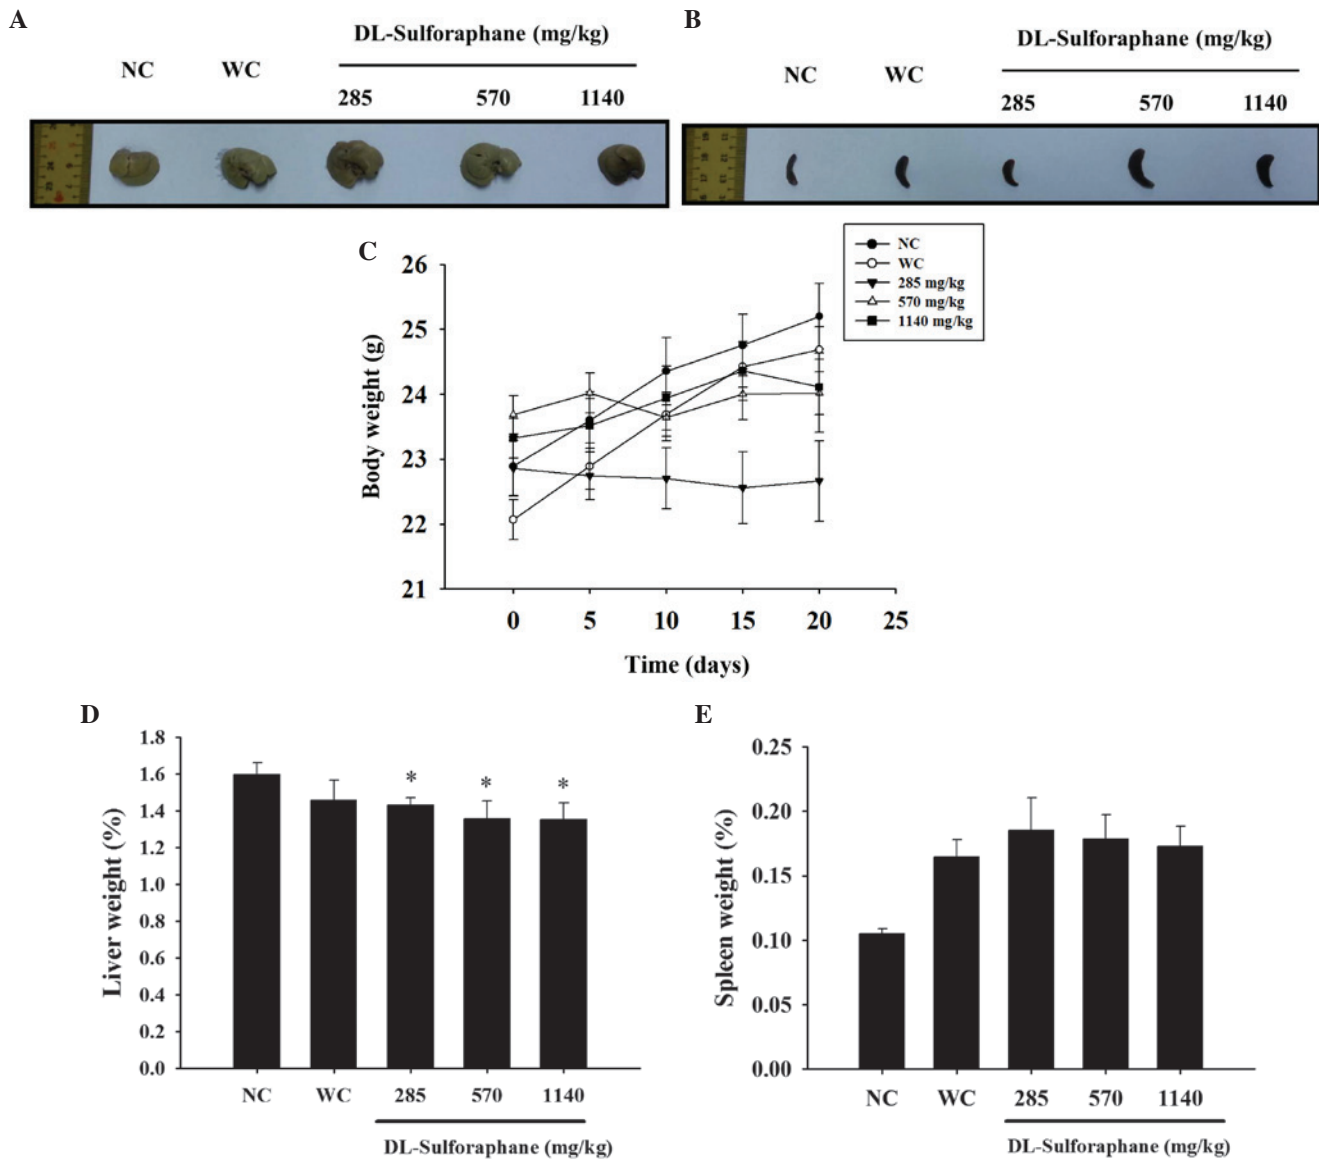 A
DL-Sulforaphane (mg/kg)
NC
WC
285
570
1140
B
DL-Sulforaphane (mg/kg)
NC
WC
285
570
1140
C
NC
WC
285 mg/kg
570 mg/kg
1140 mg/kg
26
25
24
23
22
21
Body weight (g)
0 5 10 15 20 25
Time (days)
D
1.8
1.6
1.4
1.2
1.0
0.8
0.6
0.4
0.2
0.0
Liver weight (%)
* * *
NC WC 285 570 1140
DL-Sulforaphane (mg/kg)
E
0.25
0.20
0.15
0.10
0.05
0.00
Spleen weight (%)
NC WC 285 570 1140
DL-Sulforaphane (mg/kg)